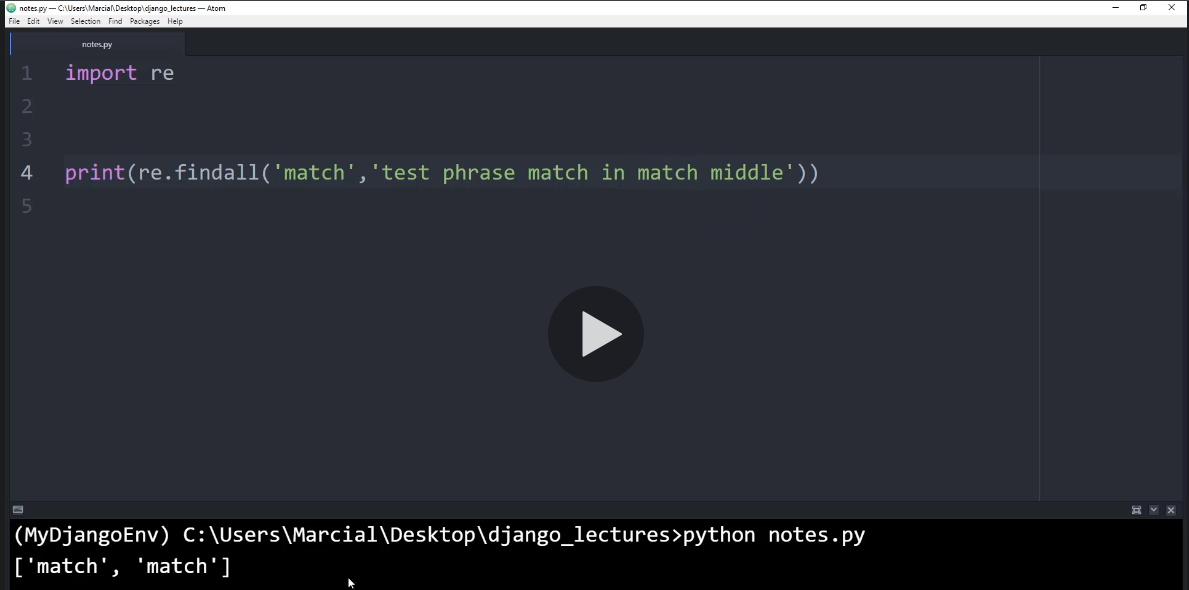 notes.py — C:\Users\Marcial\Desktop\django_lectures — Atom
File Edit View Selection Find Packages Help
notes.py
1 import re
2
3
4 print(re.findall('match','test phrase match in match middle'))
5
(MyDjangoEnv) C:\Users\Marcial\Desktop\django_lectures>python notes.py
['match', 'match']